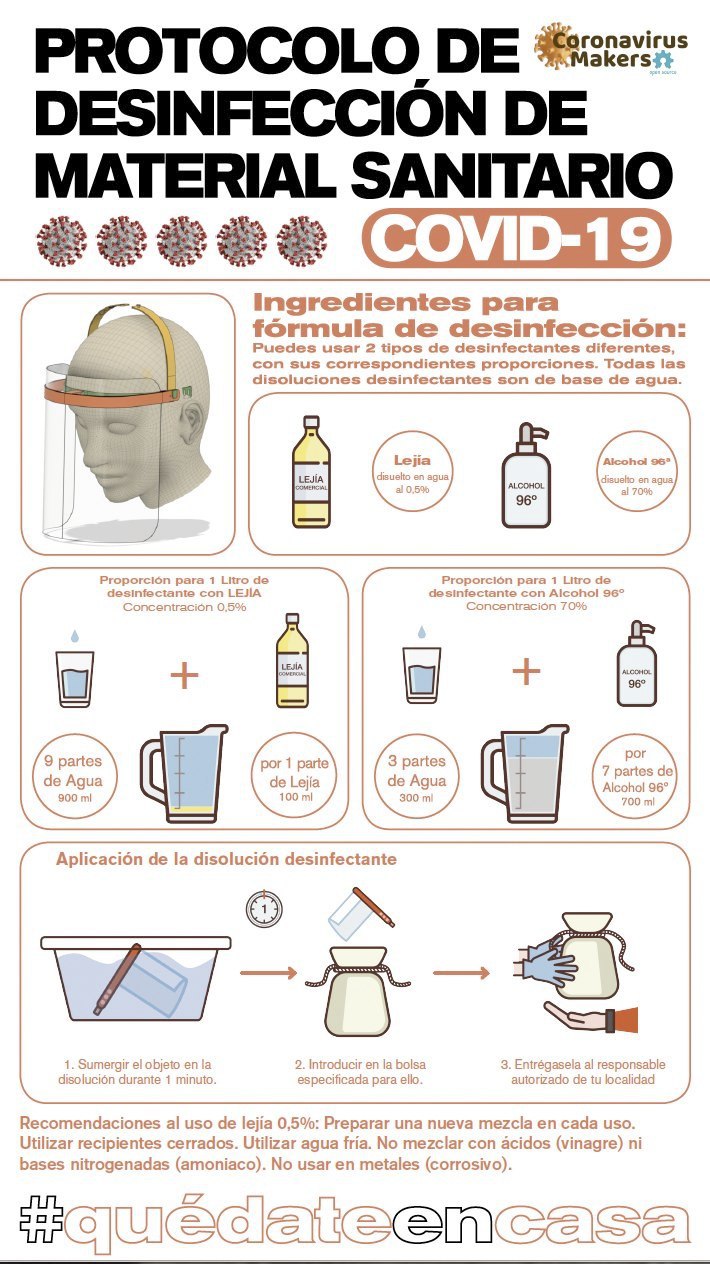 PROTOCOLO DE
DESINFECCIÓN DE
MATERIAL SANITARIO
Coronavirus
Makers
open source
COVID-19
Ingredientes para
fórmula de desinfección:
Puedes usar 2 tipos de desinfectantes diferentes,
con sus correspondientes proporciones. Todas las
disoluciones desinfectantes son de base de agua.
LEJÍA
COMERCIAL
Lejía
disuelto en agua
al 0,5%
ALCOHOL
96º
Alcohol 96º
disuelto en agua
al 70%
Proporción para 1 Litro de
desinfectante con LEJÍA
Concentración 0,5%
LEJÍA
COMERCIAL
9 partes
de Agua
900 ml
por 1 parte
de Lejía
100 ml
Proporción para 1 Litro de
desinfectante con Alcohol 96º
Concentración 70%
ALCOHOL
96º
3 partes
de Agua
300 ml
por
7 partes de
Alcohol 96º
700 ml
Aplicación de la disolución desinfectante
1
1. Sumergir el objeto en la
disolución durante 1 minuto.
2. Introducir en la bolsa
especificada para ello.
3. Entrégasela al responsable
autorizado de tu localidad
Recomendaciones al uso de lejía 0,5%: Preparar una nueva mezcla en cada uso.
Utilizar recipientes cerrados. Utilizar agua fría. No mezclar con ácidos (vinagre) ni
bases nitrogenadas (amoniaco). No usar en metales (corrosivo).
#quédateencasa